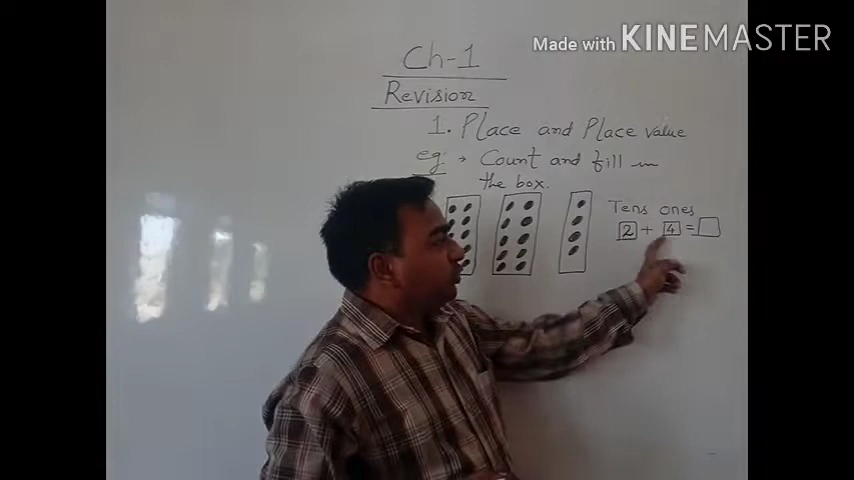 Made with KINEMASTER
Ch-1
Revision
1. Place and Place value
eg: → Count and fill in
the box.
Tens ones
2 + 4 =